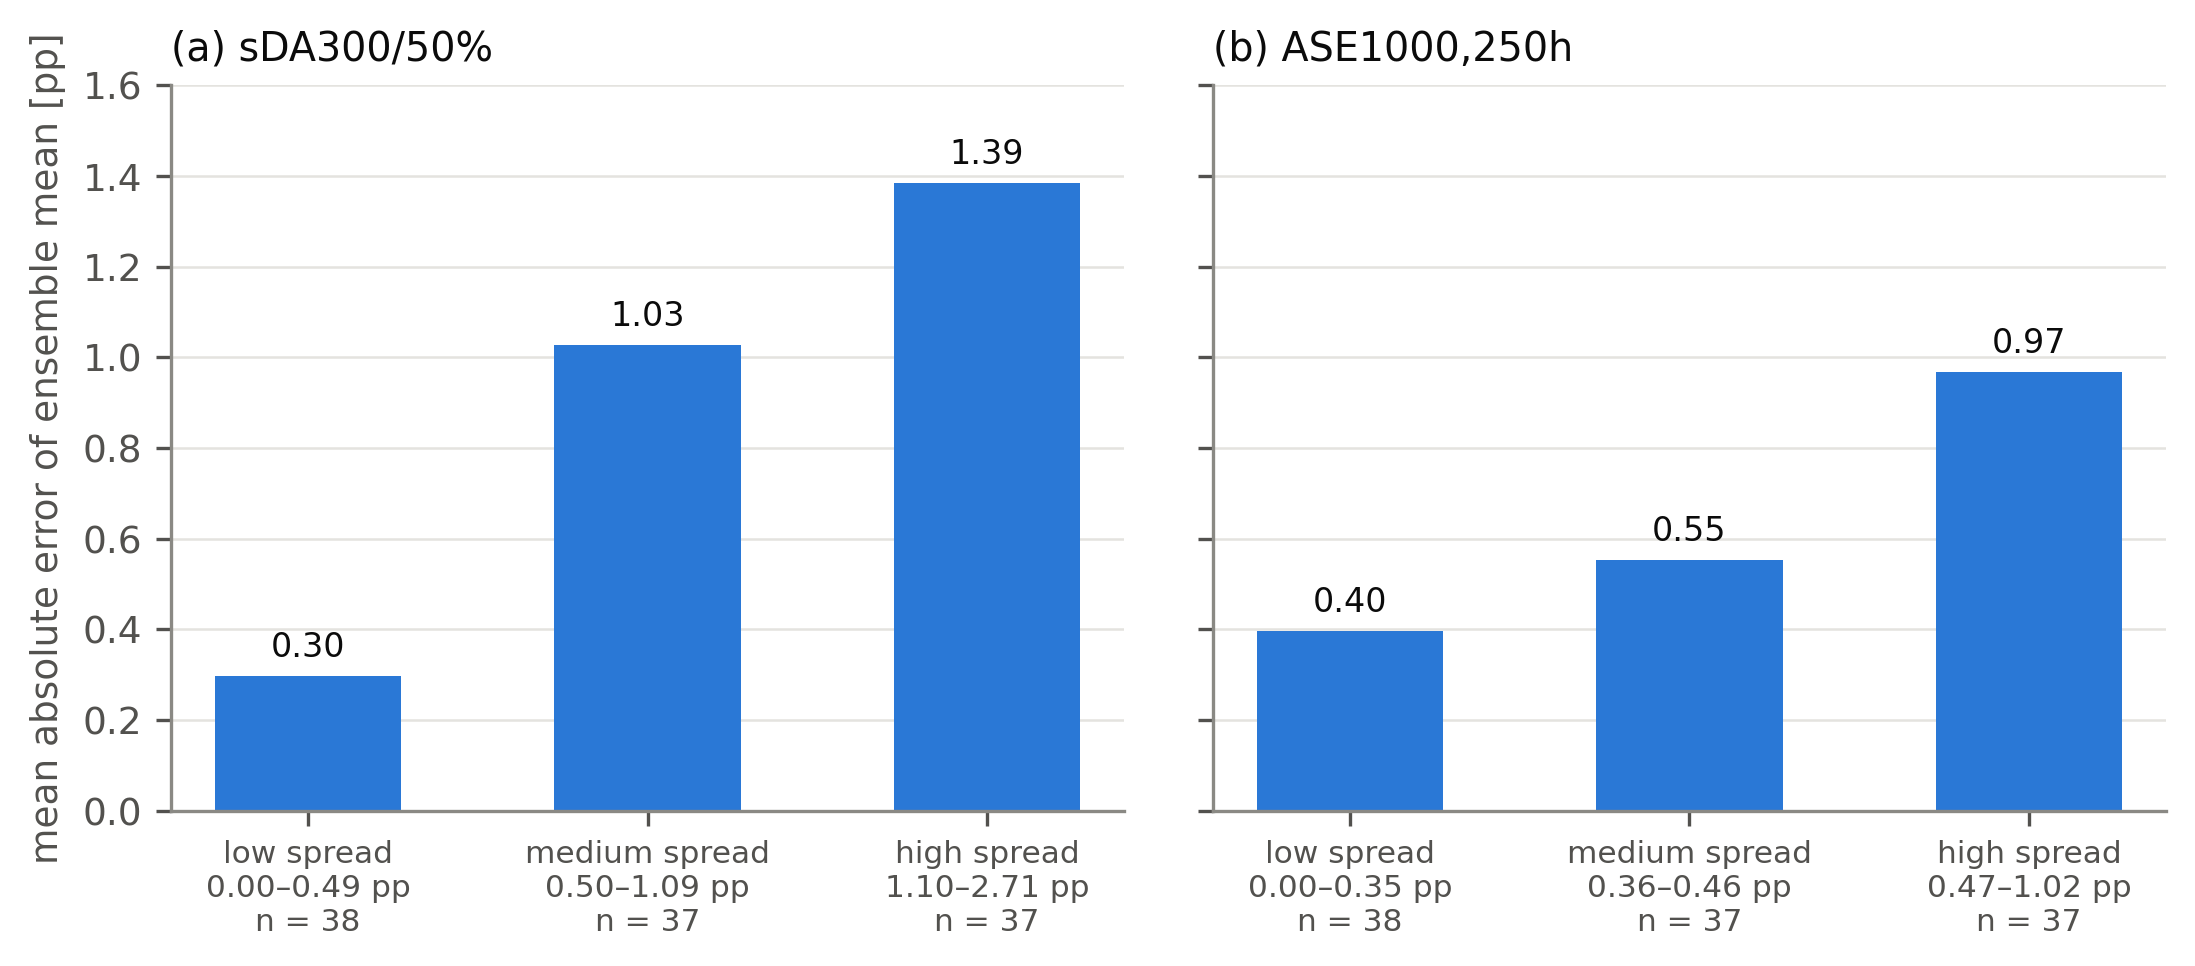 (a) sDA300/50%
mean absolute error of ensemble mean [pp]
1.6
1.4
1.2
1.0
0.8
0.6
0.4
0.2
0.0
0.30
1.03
1.39
low spread
0.00–0.49 pp
n = 38
medium spread
0.50–1.09 pp
n = 37
high spread
1.10–2.71 pp
n = 37
(b) ASE1000,250h
0.40
0.55
0.97
low spread
0.00–0.35 pp
n = 38
medium spread
0.36–0.46 pp
n = 37
high spread
0.47–1.02 pp
n = 37